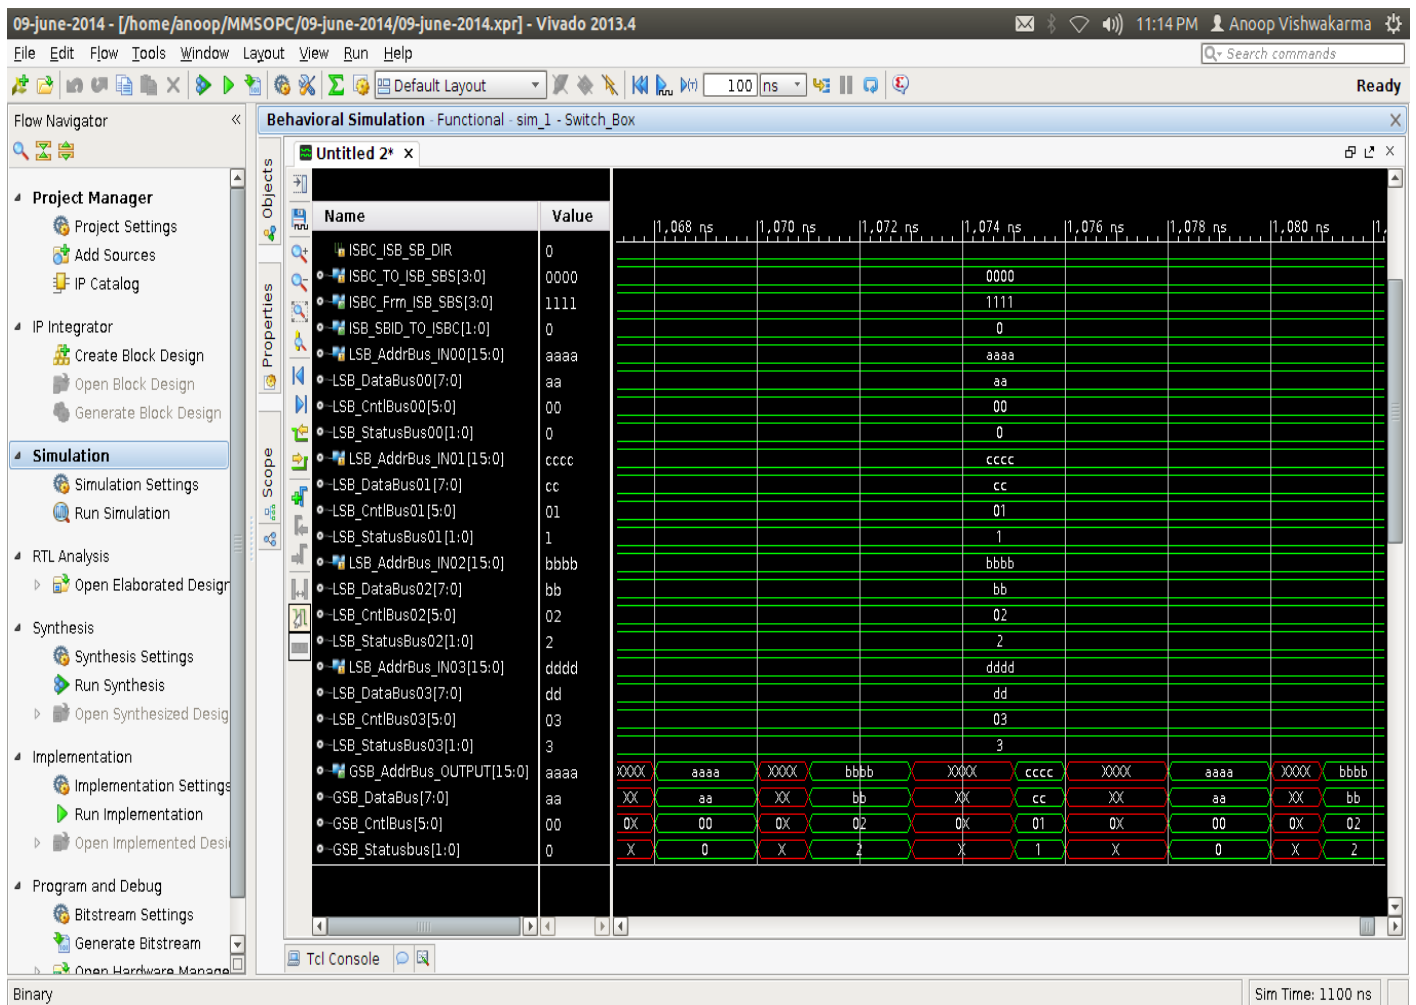 09-june-2014 - [/home/anoop/MMSOPC/09-june-2014/09-june-2014.xpr] - Vivado 2013.4 11:14 PM Anoop Vishwakarma
File Edit Flow Tools Window Layout View Run Help Search commands
Default Layout 100 ns Ready
Flow Navigator
Behavioral Simulation - Functional - sim_1 - Switch_Box
Untitled 2* x
Project Manager
Project Settings
Add Sources
IP Catalog
IP Integrator
Create Block Design
Open Block Design
Generate Block Design
Simulation
Simulation Settings
Run Simulation
RTL Analysis
Open Elaborated Design
Synthesis
Synthesis Settings
Run Synthesis
Open Synthesized Desig
Implementation
Implementation Settings
Run Implementation
Open Implemented Desi
Program and Debug
Bitstream Settings
Generate Bitstream
Open Hardware Manage
Objects
Properties
Scope
Name Value
1,068 ns 1,070 ns 1,072 ns 1,074 ns 1,076 ns 1,078 ns 1,080 ns 1,
ISBC_ISB_SB_DIR 0
ISBC_TO_ISB_SBS[3:0] 0000 0000
ISBC_Frm_ISB_SBS[3:0] 1111 1111
ISB_SBID_TO_ISBC[1:0] 0 0
LSB_AddrBus_IN00[15:0] aaaa aaaa
LSB_DataBus00[7:0] aa aa
LSB_CntlBus00[5:0] 00 00
LSB_StatusBus00[1:0] 0 0
LSB_AddrBus_IN01[15:0] cccc cccc
LSB_DataBus01[7:0] cc cc
LSB_CntlBus01[5:0] 01 01
LSB_StatusBus01[1:0] 1 1
LSB_AddrBus_IN02[15:0] bbbb bbbb
LSB_DataBus02[7:0] bb bb
LSB_CntlBus02[5:0] 02 02
LSB_StatusBus02[1:0] 2 2
LSB_AddrBus_IN03[15:0] dddd dddd
LSB_DataBus03[7:0] dd dd
LSB_CntlBus03[5:0] 03 03
LSB_StatusBus03[1:0] 3 3
GSB_AddrBus_OUTPUT[15:0] aaaa XXXX aaaa XXXX bbbb XXXX cccc XXXX aaaa XXXX bbbb
GSB_DataBus[7:0] aa XX aa XX bb XX cc XX aa XX bb
GSB_CntlBus[5:0] 00 0X 00 0X 02 0X 01 0X 00 0X 02
GSB_Statusbus[1:0] 0 X 0 X 2 X 1 X 0 X 2
Tcl Console
Binary Sim Time: 1100 ns